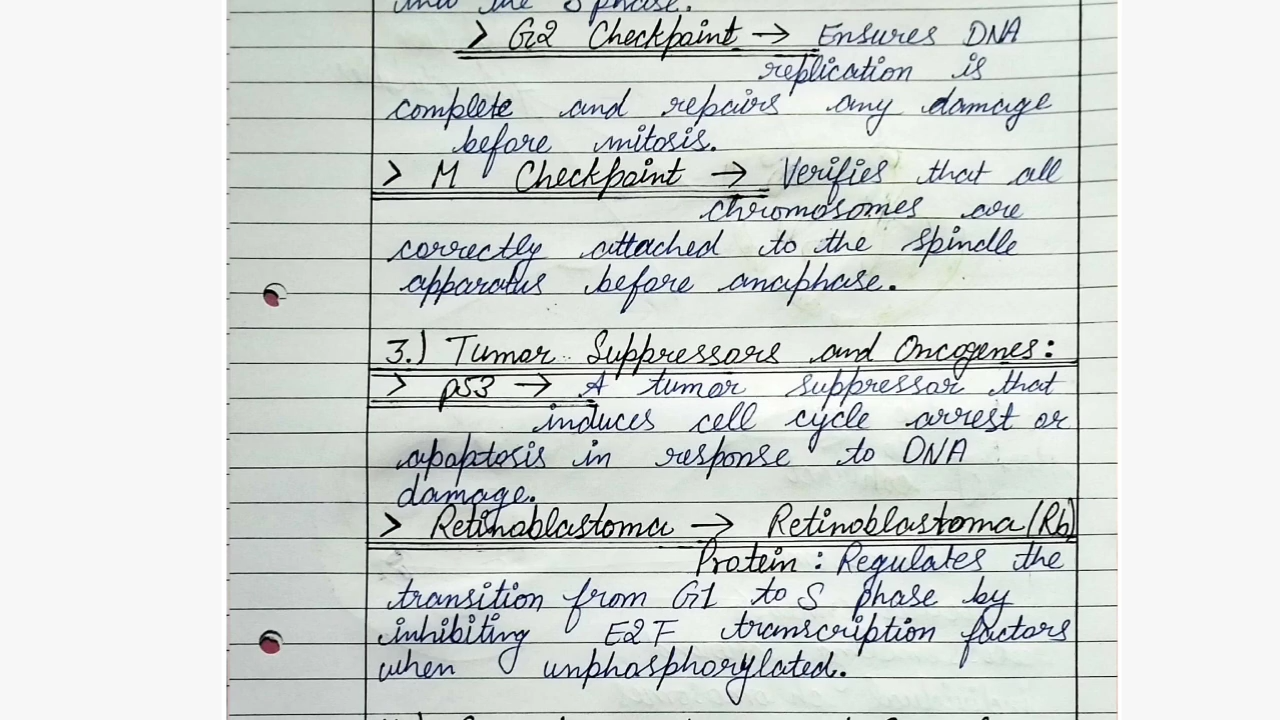 the S phase.
> G2 Checkpoint → Ensures DNA
replication is
complete and repairs any damage
before mitosis.
> M Checkpoint → Verifies that all
chromosomes are
correctly attached to the spindle
apparatus before anaphase.
3.) Tumor Suppressors and Oncogenes:
> p53 → A tumor suppressor that
induces cell cycle arrest or
apoptosis in response to DNA
damage.
> Retinoblastoma → Retinoblastoma (Rb)
Protein : Regulates the
transition from G1 to S phase by
inhibiting E2F transcription factors
when unphosphorylated.